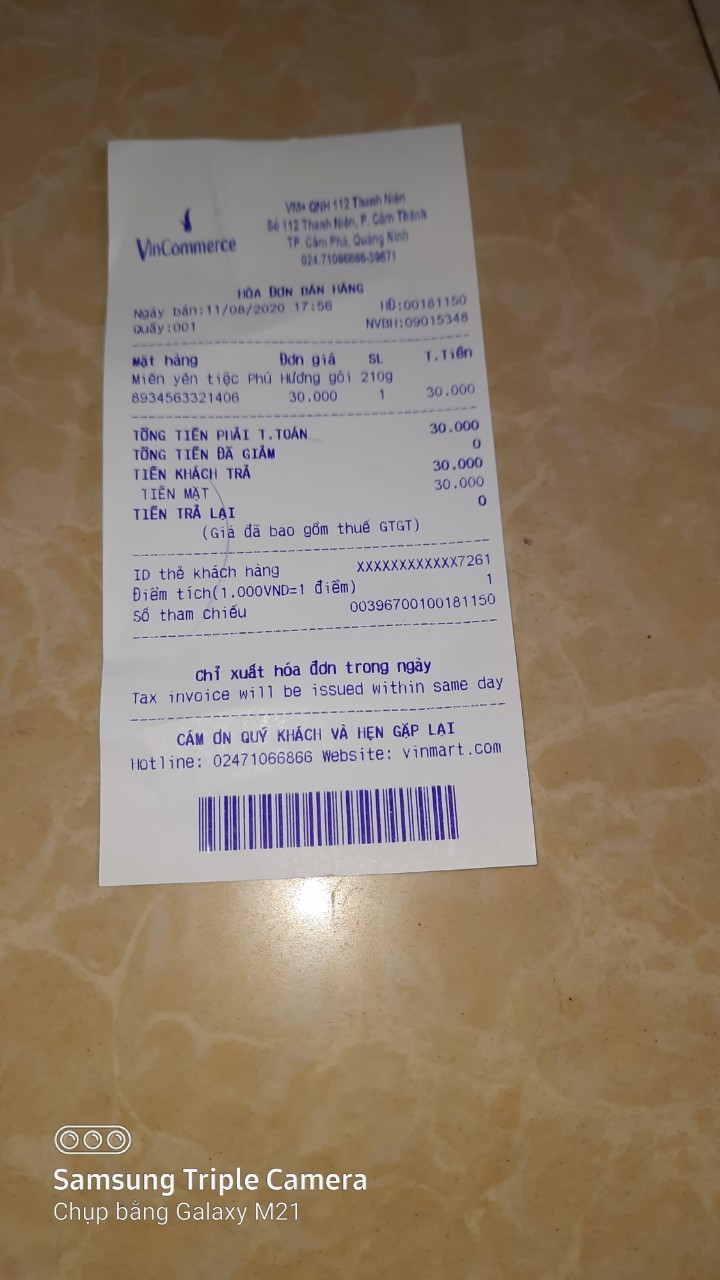 VinCommerce
VM+ QNH 112 Thanh Niên
Số 112 Thanh Niên, P. Cẩm Thành
TP. Cẩm Phả, Quảng Ninh
024.71066866-39671
HÓA ĐƠN BÁN HÀNG
Ngày bán:11/08/2020 17:56 HĐ:00181150
Quầy:001 NVBH:09015348
Mặt hàng Đơn giá SL T.Tiền
Miến yến tiệc Phú Hương gói 210g
8934563321406 30.000 1 30.000
TỔNG TIỀN PHẢI T.TOÁN 30.000
TỔNG TIỀN ĐÃ GIẢM 0
TIỀN KHÁCH TRẢ 30.000
TIỀN MẶT 30.000
TIỀN TRẢ LẠI 0
(Giá đã bao gồm thuế GTGT)
ID thẻ khách hàng XXXXXXXXXXXX7261
Điểm tích(1.000VND=1 điểm) 1
Số tham chiếu 00396700100181150
Chỉ xuất hóa đơn trong ngày
Tax invoice will be issued within same day
CÁM ƠN QUÝ KHÁCH VÀ HẸN GẶP LẠI
Hotline: 02471066866 Website: vinmart.com
Samsung Triple Camera
Chụp bằng Galaxy M21